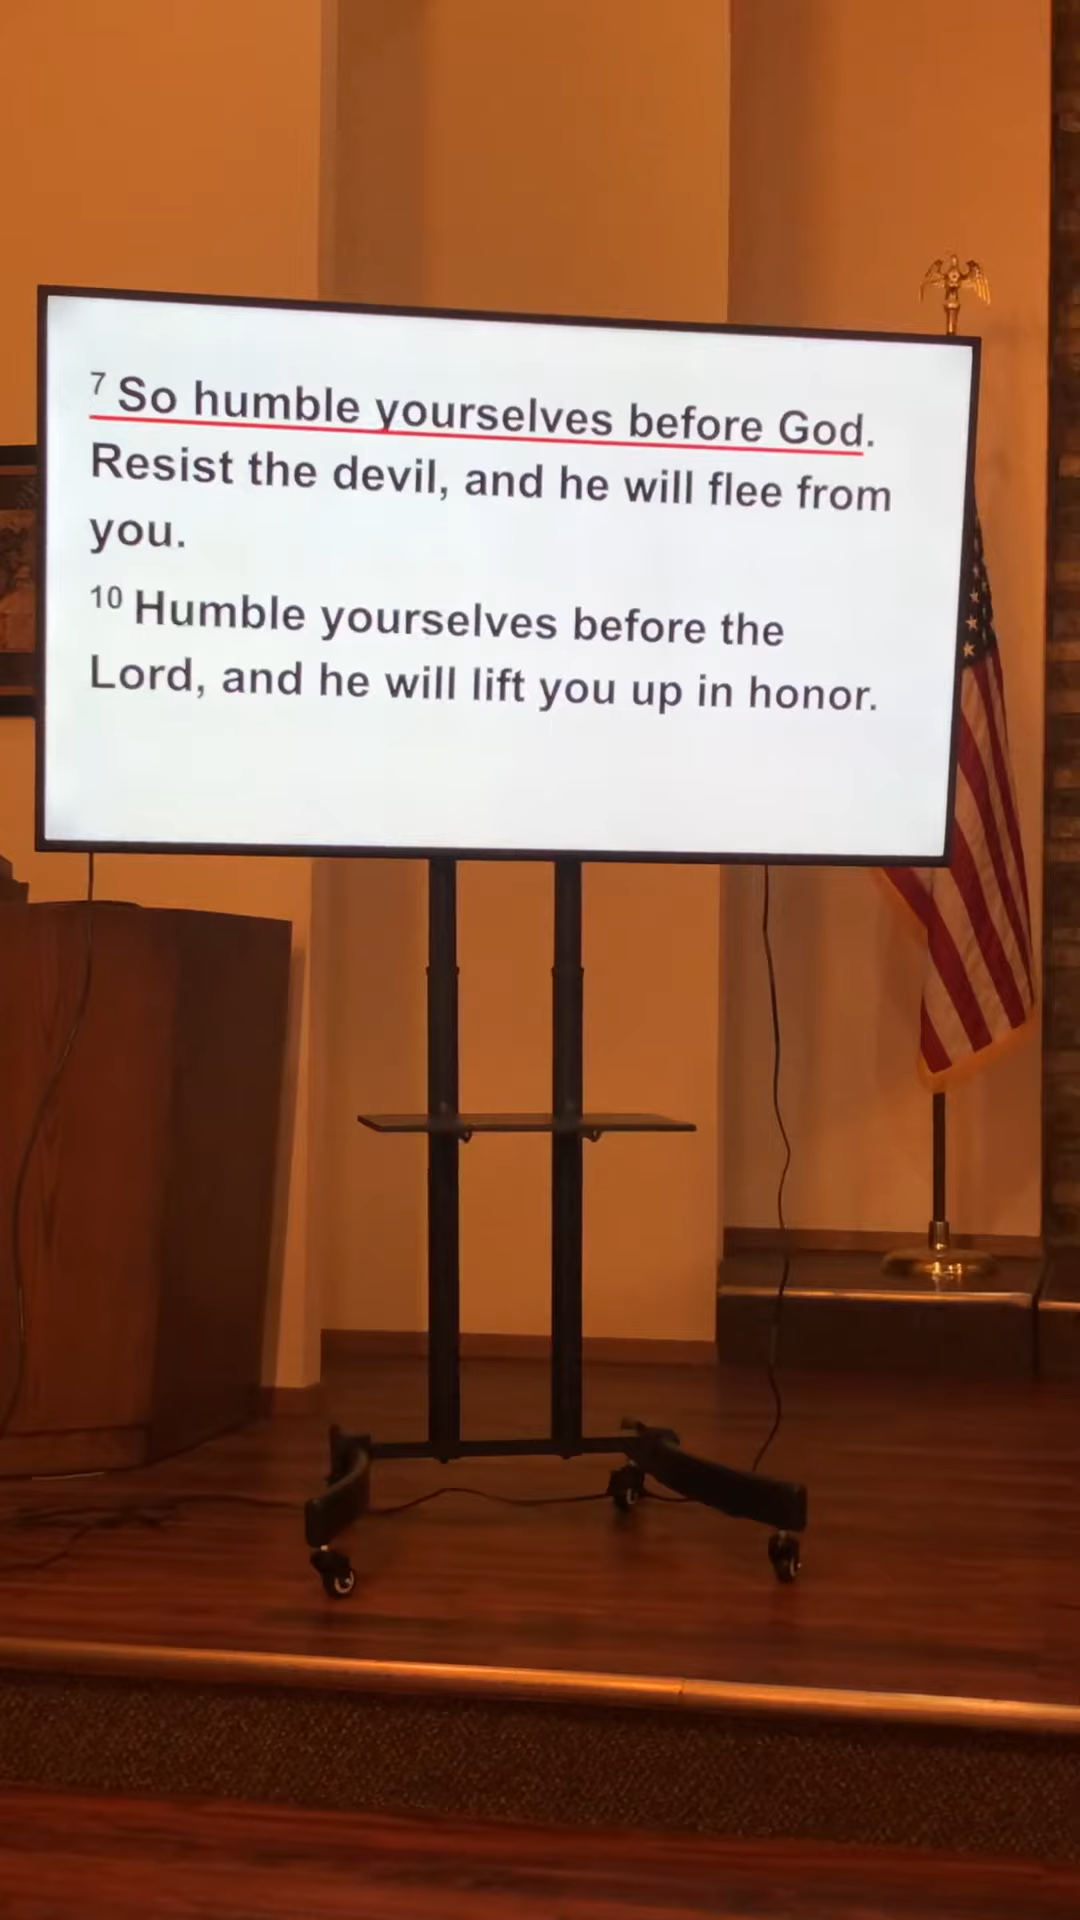 7 So humble yourselves before God.
Resist the devil, and he will flee from
you.
10 Humble yourselves before the
Lord, and he will lift you up in honor.